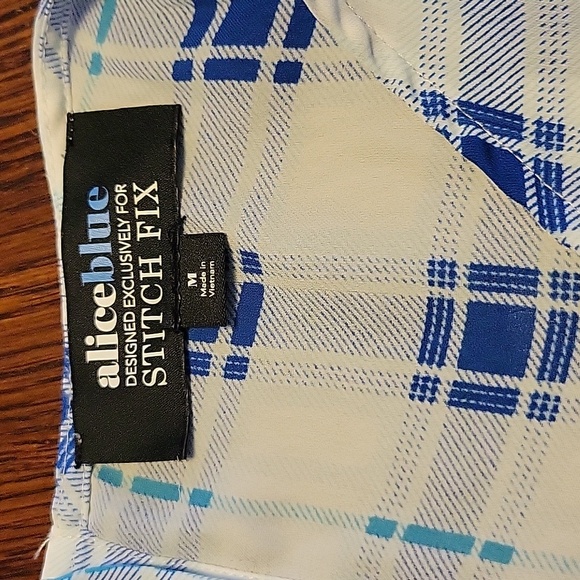 aliceblue
DESIGNED EXCLUSIVELY FOR
STITCH FIX
M
Made in
Vietnam